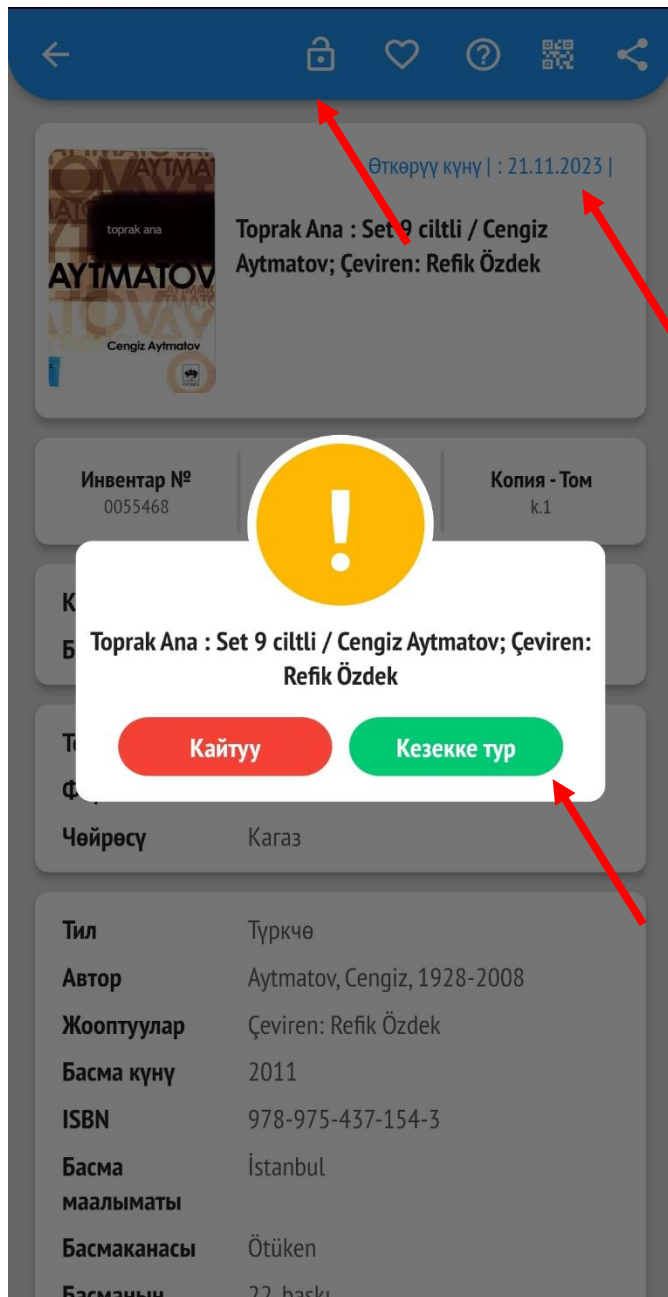 Өткөрүү күнү | : 21.11.2023 |
AYTMA
toprak ana
AYTMATOV
Cengiz Aytmatov
Toprak Ana : Set 9 ciltli / Cengiz
Aytmatov; Çeviren: Refik Özdek
Инвентар №
0055468
Копия - Том
k.1
Toprak Ana : Set 9 ciltli / Cengiz Aytmatov; Çeviren:
Refik Özdek
Кайтуу
Кезекке тур
Чөйрөсү Кагаз
Тил Түркчө
Автор Aytmatov, Cengiz, 1928-2008
Жооптуулар Çeviren: Refik Özdek
Басма күнү 2011
ISBN 978-975-437-154-3
Басма İstanbul
маалыматы
Басмаканасы Ötüken
Басманын 22. baskı